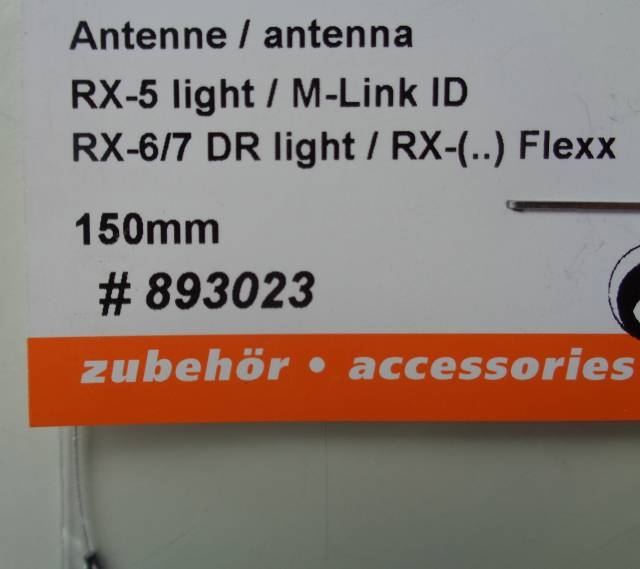 Antenne / antenna
RX-5 light / M-Link ID
RX-6/7 DR light / RX-(..) Flexx
150mm
# 893023
zubehör • accessories